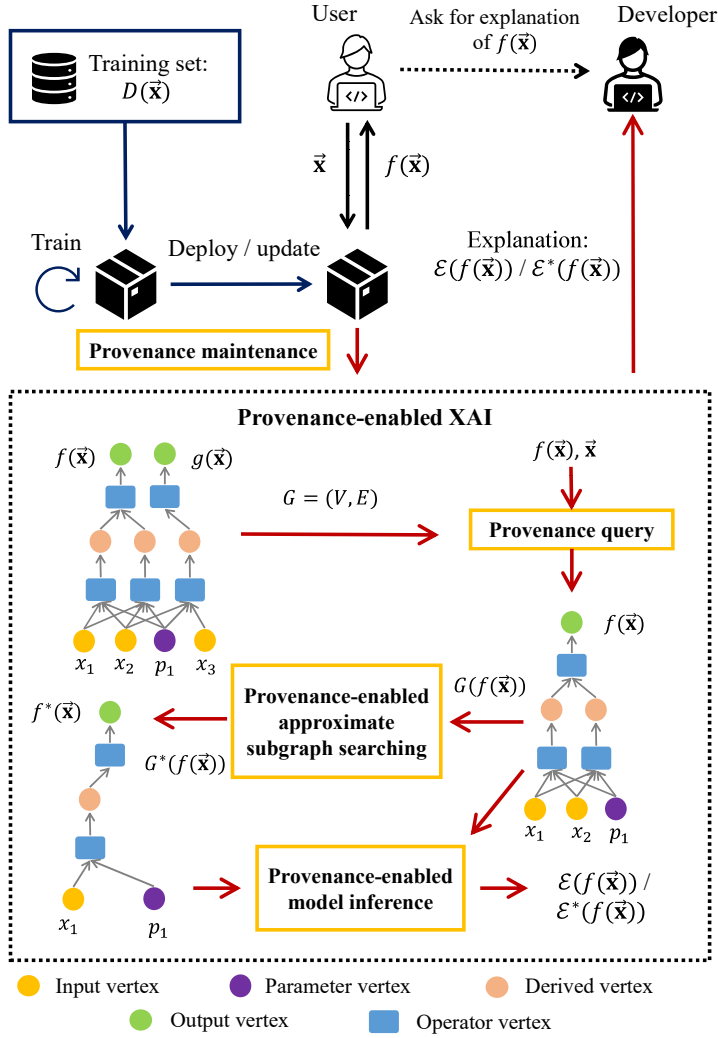 User
Developer
Training set:
D(x⃗)
Ask for explanation
of f(x⃗)
</>
</>
x⃗
f(x⃗)
Train
Deploy / update
Explanation:
ℰ(f(x⃗)) / ℰ*(f(x⃗))
Provenance maintenance
Provenance-enabled XAI
f(x⃗)
g(x⃗)
f(x⃗), x⃗
G = (V, E)
Provenance query
f(x⃗)
x₁
x₂
p₁
x₃
G(f(x⃗))
Provenance-enabled
approximate
subgraph searching
f*(x⃗)
G*(f(x⃗))
x₁
x₂
p₁
Provenance-enabled
model inference
ℰ(f(x⃗)) /
ℰ*(f(x⃗))
x₁
p₁
Input vertex
Parameter vertex
Derived vertex
Output vertex
Operator vertex